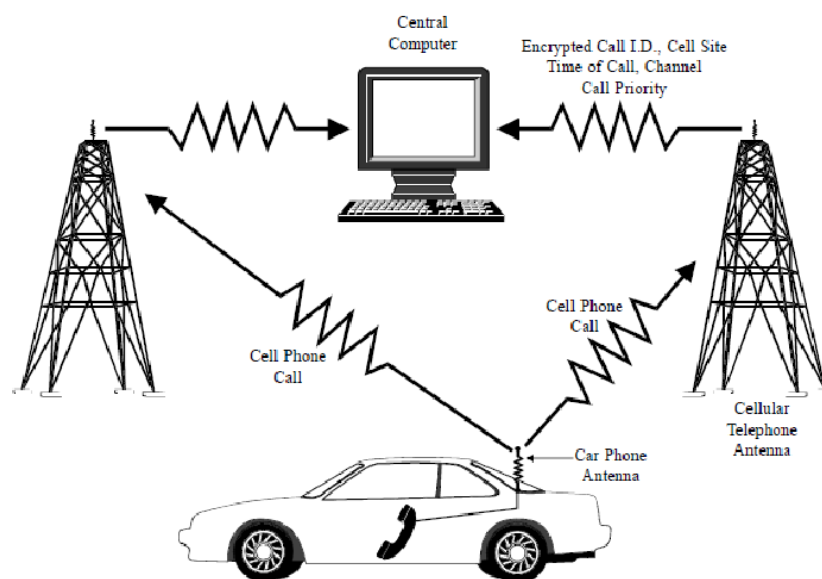 Central
Computer
Encrypted Call I.D., Cell Site
Time of Call, Channel
Call Priority
Cell Phone
Call
Cell Phone
Call
Cellular
Telephone
Antenna
Car Phone
Antenna